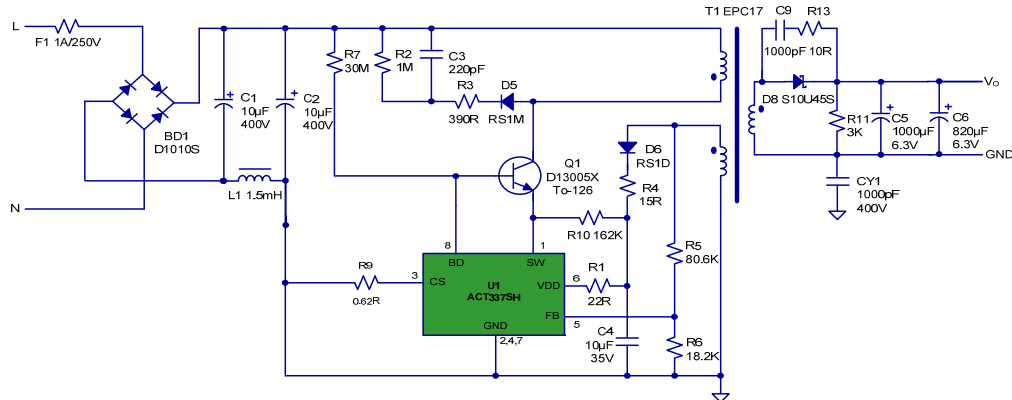 T1 EPC17
C9
R13
1000pF 10R
L
F1 1A/250V
R7
30M
R2
1M
C3
220pF
D5
RS1M
R3
390R
C1
10µF
400V
C2
10µF
400V
BD1
D1010S
D8 S10U45S
R11
3K
C5
1000µF
6.3V
C6
820µF
6.3V
VO
GND
Q1
D13005X
To-126
D6
RS1D
R4
15R
CY1
1000pF
400V
L1 1.5mH
N
R10 162K
R5
80.6K
8
1
BD
SW
R9
0.62R
3
CS
U1
ACT337SH
VDD
6
R1
22R
FB
5
GND
2,4,7
C4
10µF
35V
R6
18.2K